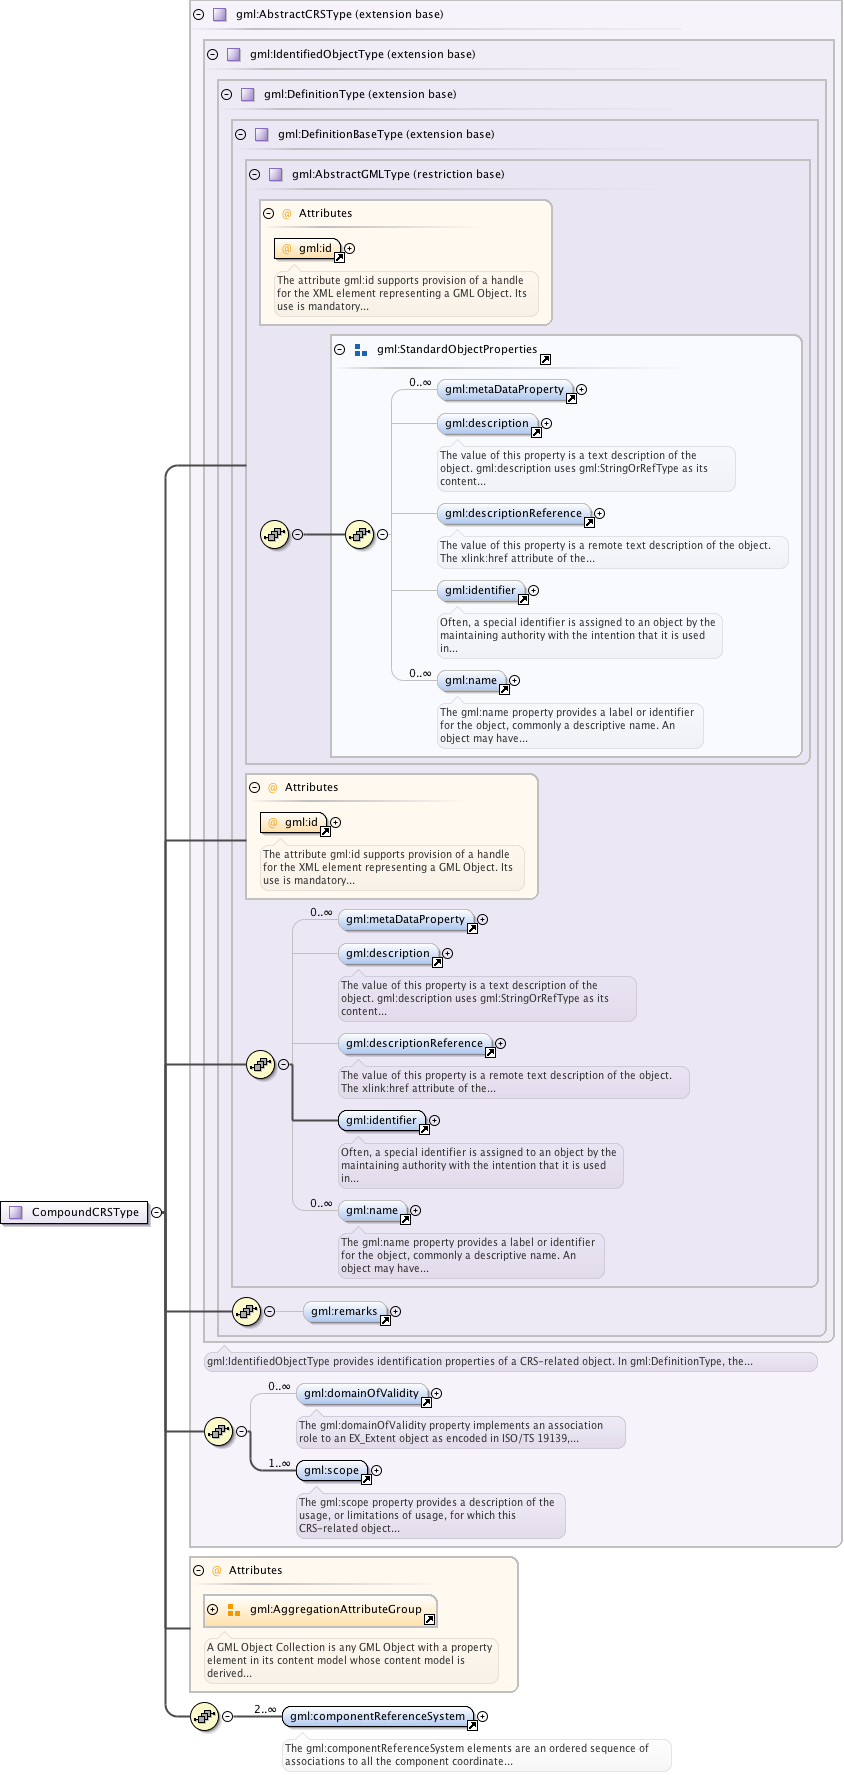 gml:AbstractCRSType (extension base)
gml:IdentifiedObjectType (extension base)
gml:DefinitionType (extension base)
gml:DefinitionBaseType (extension base)
gml:AbstractGMLType (restriction base)
@ Attributes
@ gml:id
The attribute gml:id supports provision of a handle
for the XML element representing a GML Object. Its
use is mandatory...
gml:StandardObjectProperties
0..∞
gml:metaDataProperty
gml:description
The value of this property is a text description of the
object. gml:description uses gml:StringOrRefType as its
content...
gml:descriptionReference
The value of this property is a remote text description of the object.
The xlink:href attribute of the...
gml:identifier
Often, a special identifier is assigned to an object by the
maintaining authority with the intention that it is used
in...
0..∞
gml:name
The gml:name property provides a label or identifier
for the object, commonly a descriptive name. An
object may have...
@ Attributes
@ gml:id
The attribute gml:id supports provision of a handle
for the XML element representing a GML Object. Its
use is mandatory...
0..∞
gml:metaDataProperty
gml:description
The value of this property is a text description of the
object. gml:description uses gml:StringOrRefType as its
content...
gml:descriptionReference
The value of this property is a remote text description of the object.
The xlink:href attribute of the...
gml:identifier
Often, a special identifier is assigned to an object by the
maintaining authority with the intention that it is used
in...
0..∞
gml:name
The gml:name property provides a label or identifier
for the object, commonly a descriptive name. An
object may have...
CompoundCRSType
gml:remarks
gml:IdentifiedObjectType provides identification properties of a CRS-related object. In gml:DefinitionType, the...
0..∞
gml:domainOfValidity
The gml:domainOfValidity property implements an association
role to an EX_Extent object as encoded in ISO/TS 19139,...
1..∞
gml:scope
The gml:scope property provides a description of the
usage, or limitations of usage, for which this
CRS-related object...
@ Attributes
gml:AggregationAttributeGroup
A GML Object Collection is any GML Object with a property
element in its content model whose content model is
derived...
2..∞
gml:componentReferenceSystem
The gml:componentReferenceSystem elements are an ordered sequence of
associations to all the component coordinate...